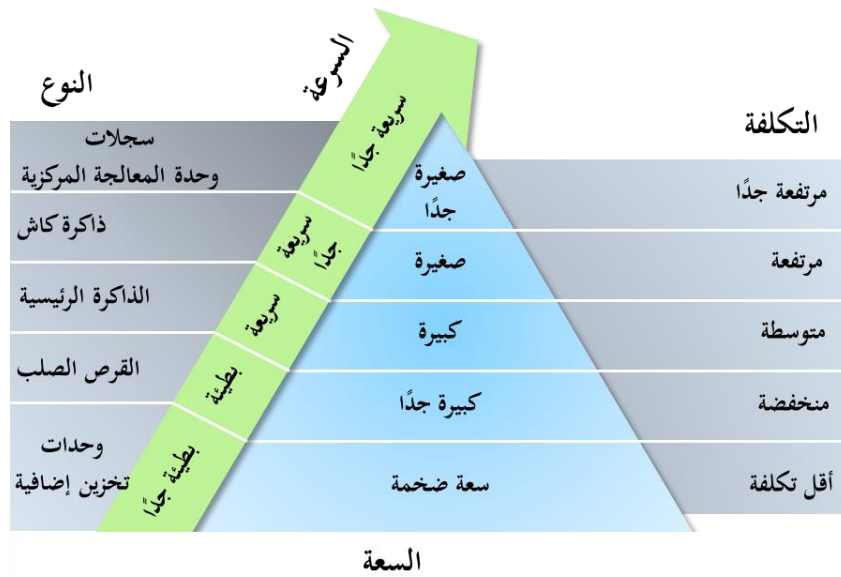 النوع
السرعة
التكلفة
سجلات
وحدة المعالجة المركزية
سريعة جدًا
صغيرة
جدًا
مرتفعة جدًا
ذاكرة كاش
سريعة
جدًا
صغيرة
مرتفعة
الذاكرة الرئيسية
سريعة
كبيرة
متوسطة
القرص الصلب
بطيئة
كبيرة جدًا
منخفضة
وحدات
تخزين إضافية
بطيئة جدًا
سعة ضخمة
أقل تكلفة
السعة